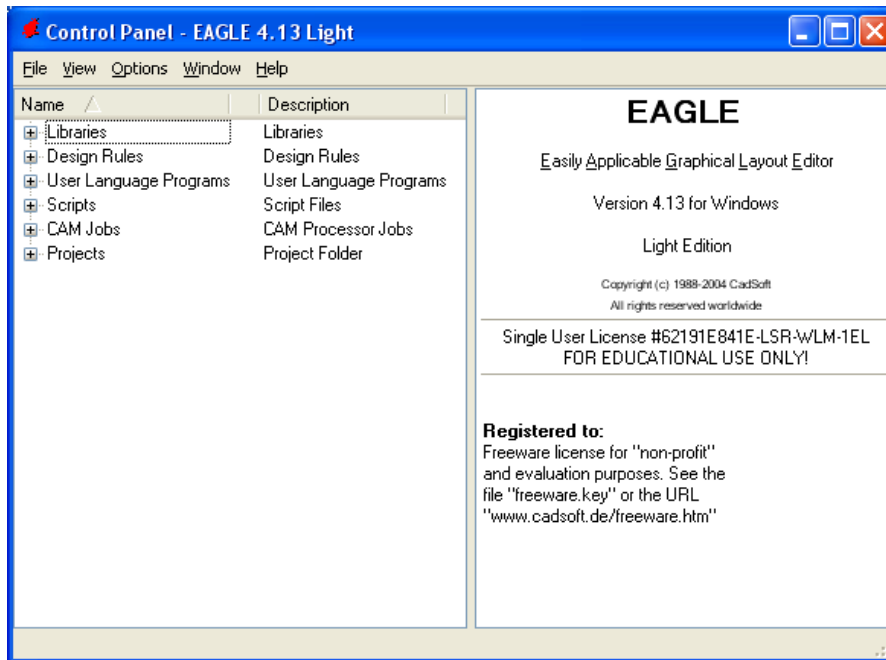 Control Panel - EAGLE 4.13 Light
File View Options Window Help
Name Description
Libraries Libraries
Design Rules Design Rules
User Language Programs User Language Programs
Scripts Script Files
CAM Jobs CAM Processor Jobs
Projects Project Folder
EAGLE
Easily Applicable Graphical Layout Editor
Version 4.13 for Windows
Light Edition
Copyright (c) 1988-2004 CadSoft
All rights reserved worldwide
Single User License #62191E841E-LSR-WLM-1EL
FOR EDUCATIONAL USE ONLY!
Registered to:
Freeware license for "non-profit"
and evaluation purposes. See the
file "freeware.key" or the URL
"www.cadsoft.de/freeware.htm"